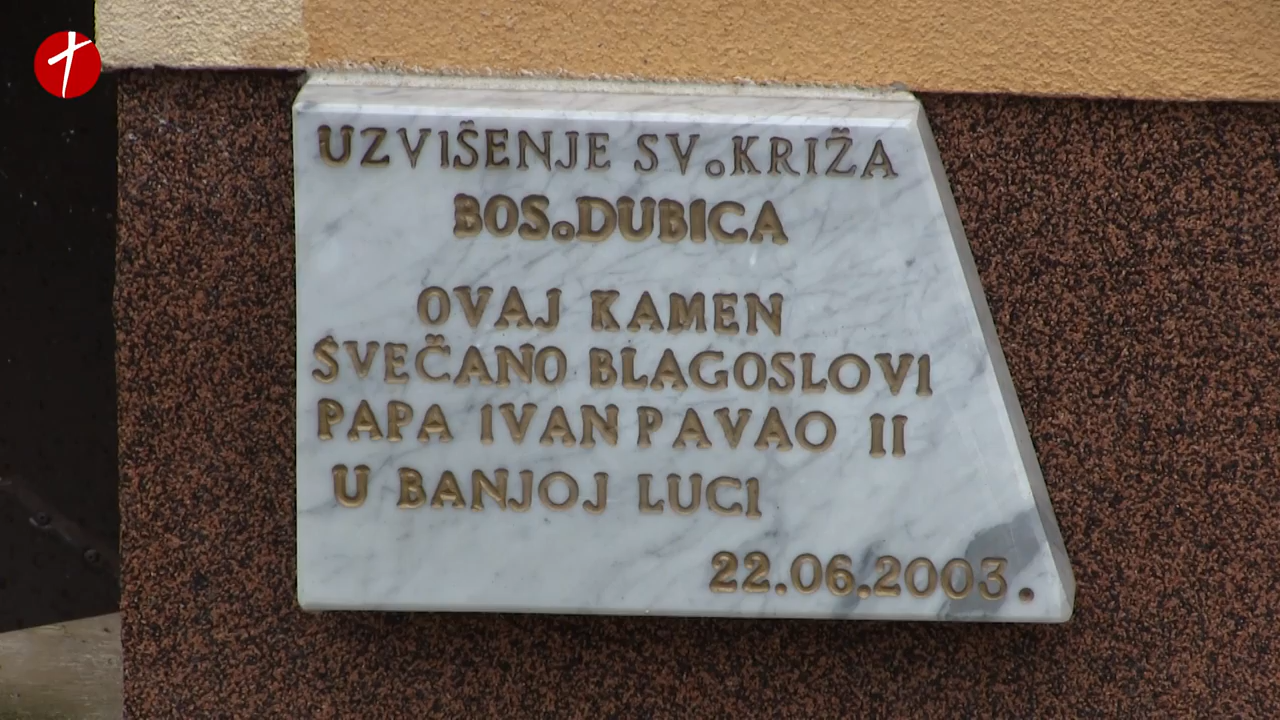 UZVIŠENJE SV. KRIŽA
BOS. DUBICA
OVAJ KAMEN
SVEČANO BLAGOSLOVI
PAPA IVAN PAVAO II
U BANJOJ LUCI
22.06.2003.